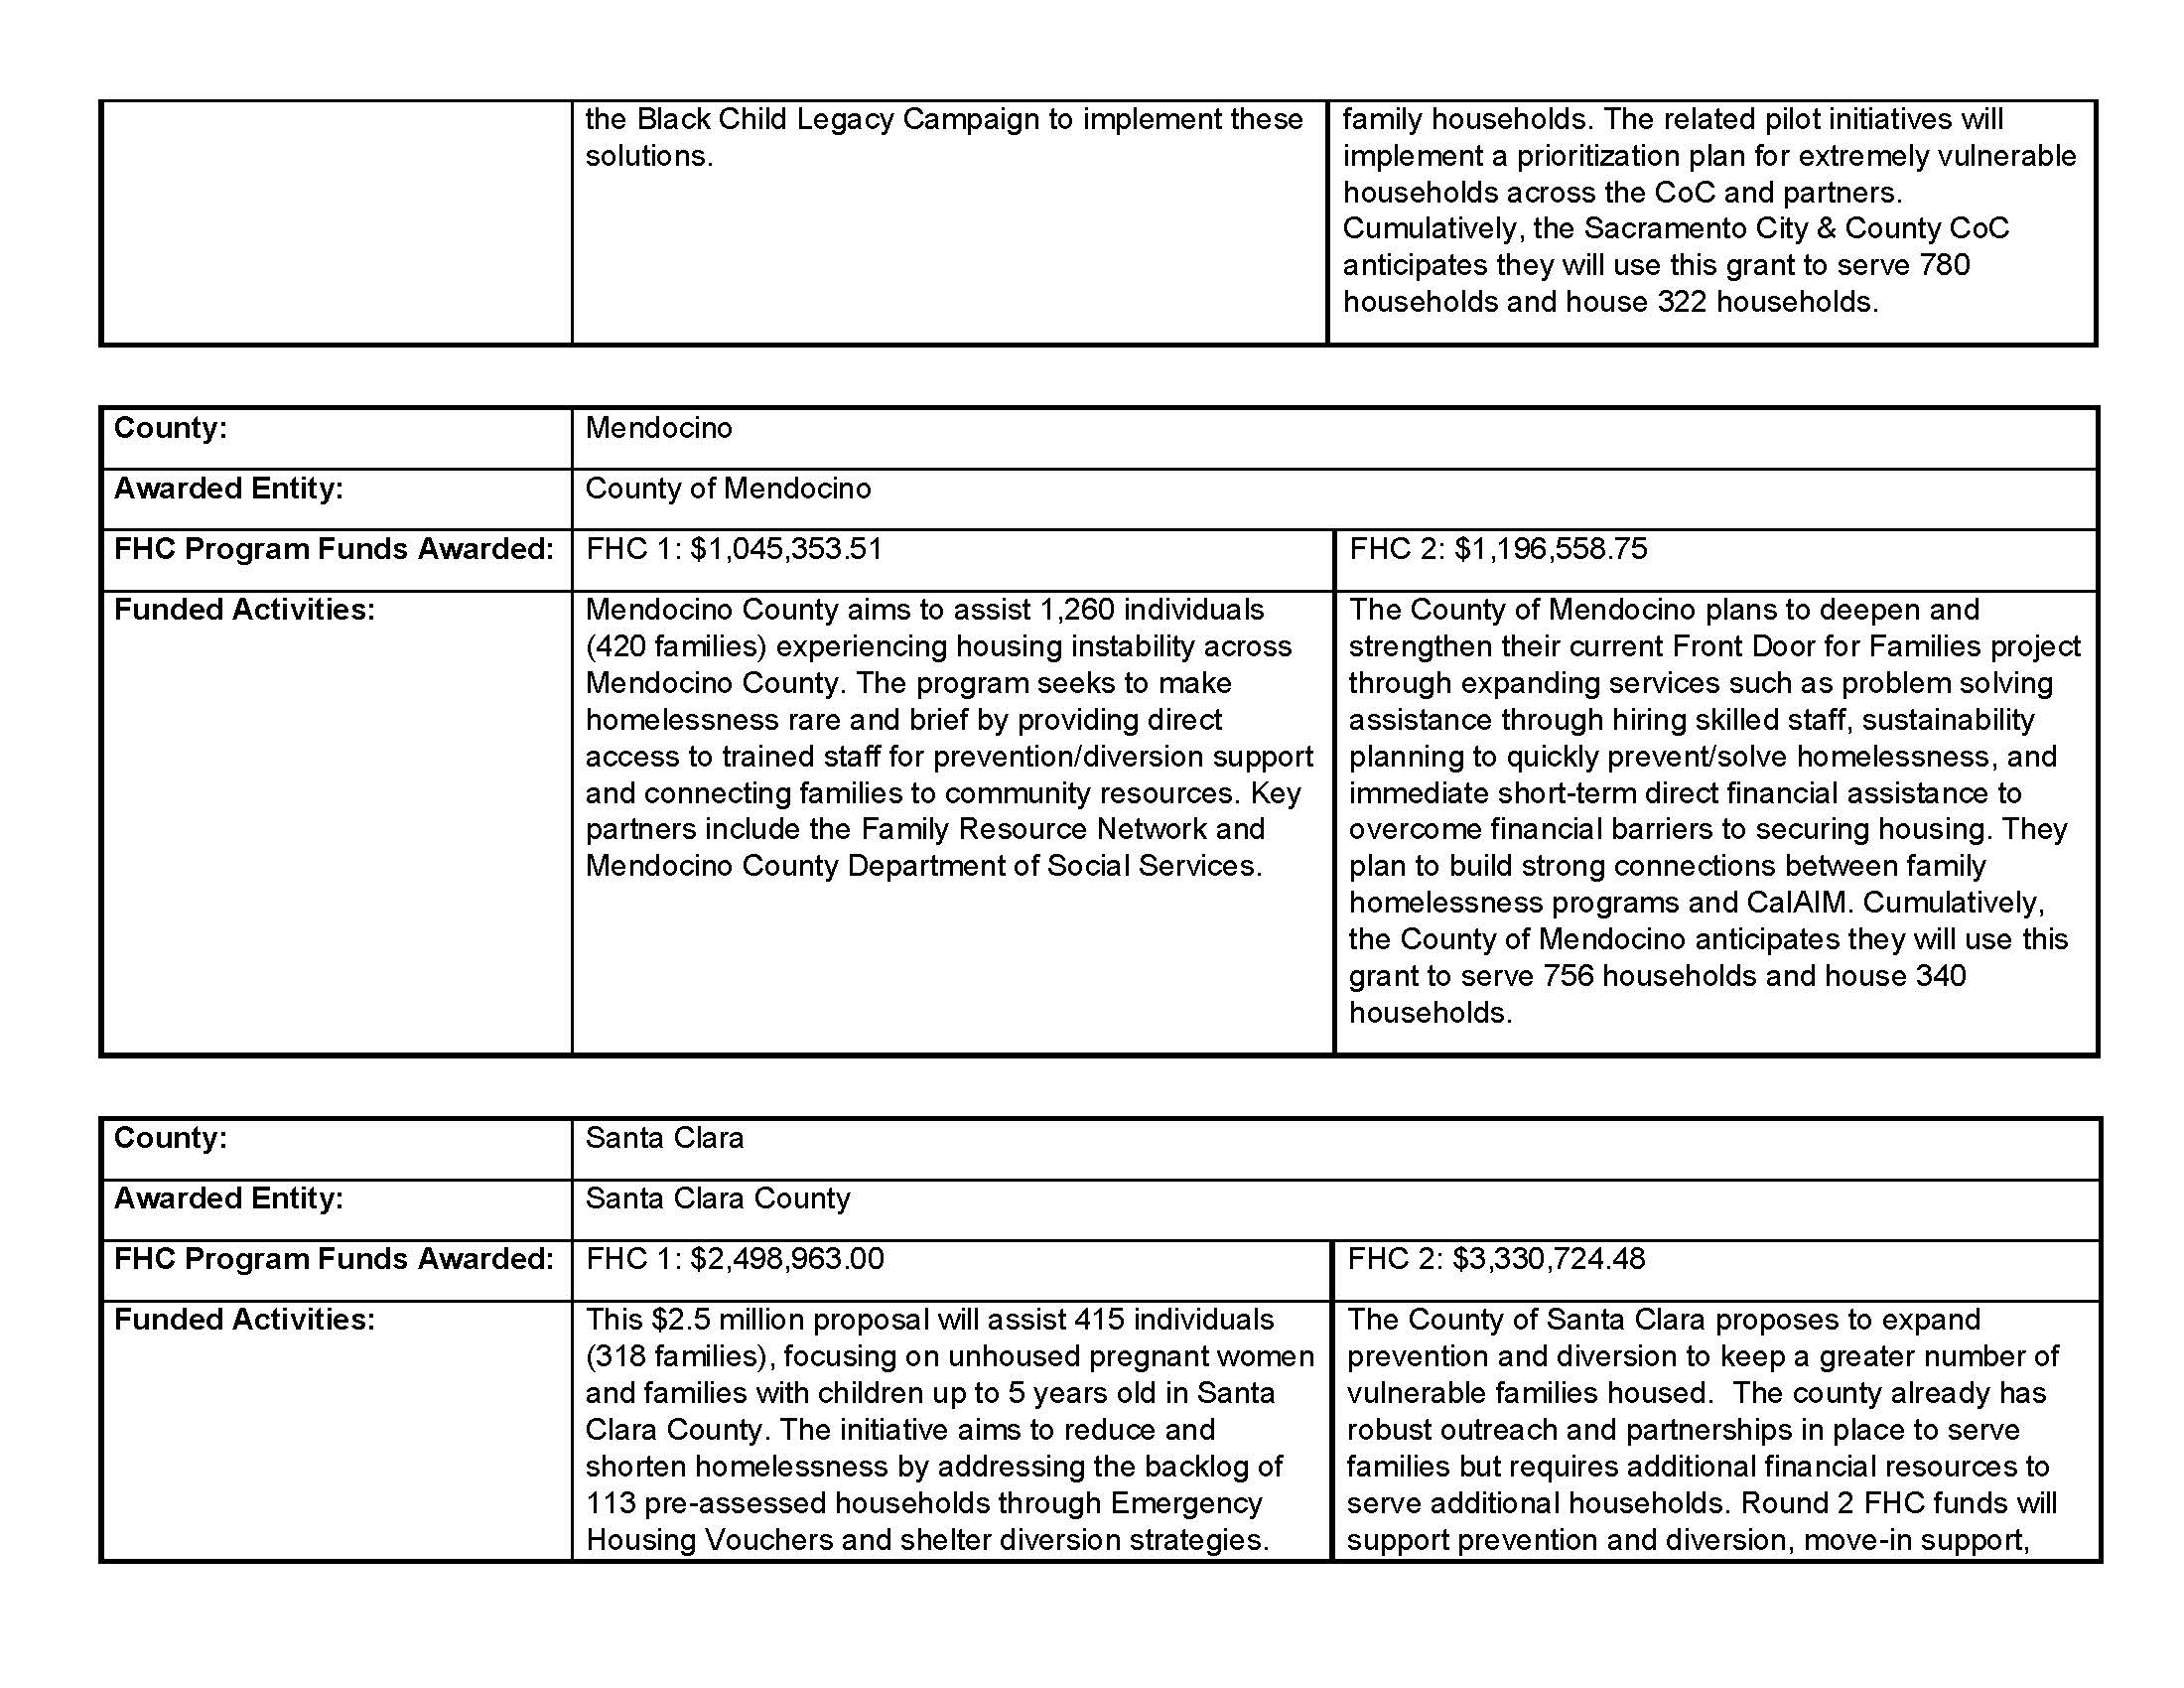 the Black Child Legacy Campaign to implement these
solutions.
family households. The related pilot initiatives will
implement a prioritization plan for extremely vulnerable
households across the CoC and partners.
Cumulatively, the Sacramento City & County CoC
anticipates they will use this grant to serve 780
households and house 322 households.
County:
Mendocino
Awarded Entity:
County of Mendocino
FHC Program Funds Awarded:
FHC 1: $1,045,353.51
FHC 2: $1,196,558.75
Funded Activities:
Mendocino County aims to assist 1,260 individuals
(420 families) experiencing housing instability across
Mendocino County. The program seeks to make
homelessness rare and brief by providing direct
access to trained staff for prevention/diversion support
and connecting families to community resources. Key
partners include the Family Resource Network and
Mendocino County Department of Social Services.
The County of Mendocino plans to deepen and
strengthen their current Front Door for Families project
through expanding services such as problem solving
assistance through hiring skilled staff, sustainability
planning to quickly prevent/solve homelessness, and
immediate short-term direct financial assistance to
overcome financial barriers to securing housing. They
plan to build strong connections between family
homelessness programs and CalAIM. Cumulatively,
the County of Mendocino anticipates they will use this
grant to serve 756 households and house 340
households.
County:
Santa Clara
Awarded Entity:
Santa Clara County
FHC Program Funds Awarded:
FHC 1: $2,498,963.00
FHC 2: $3,330,724.48
Funded Activities:
This $2.5 million proposal will assist 415 individuals
(318 families), focusing on unhoused pregnant women
and families with children up to 5 years old in Santa
Clara County. The initiative aims to reduce and
shorten homelessness by addressing the backlog of
113 pre-assessed households through Emergency
Housing Vouchers and shelter diversion strategies.
The County of Santa Clara proposes to expand
prevention and diversion to keep a greater number of
vulnerable families housed.  The county already has
robust outreach and partnerships in place to serve
families but requires additional financial resources to
serve additional households. Round 2 FHC funds will
support prevention and diversion, move-in support,